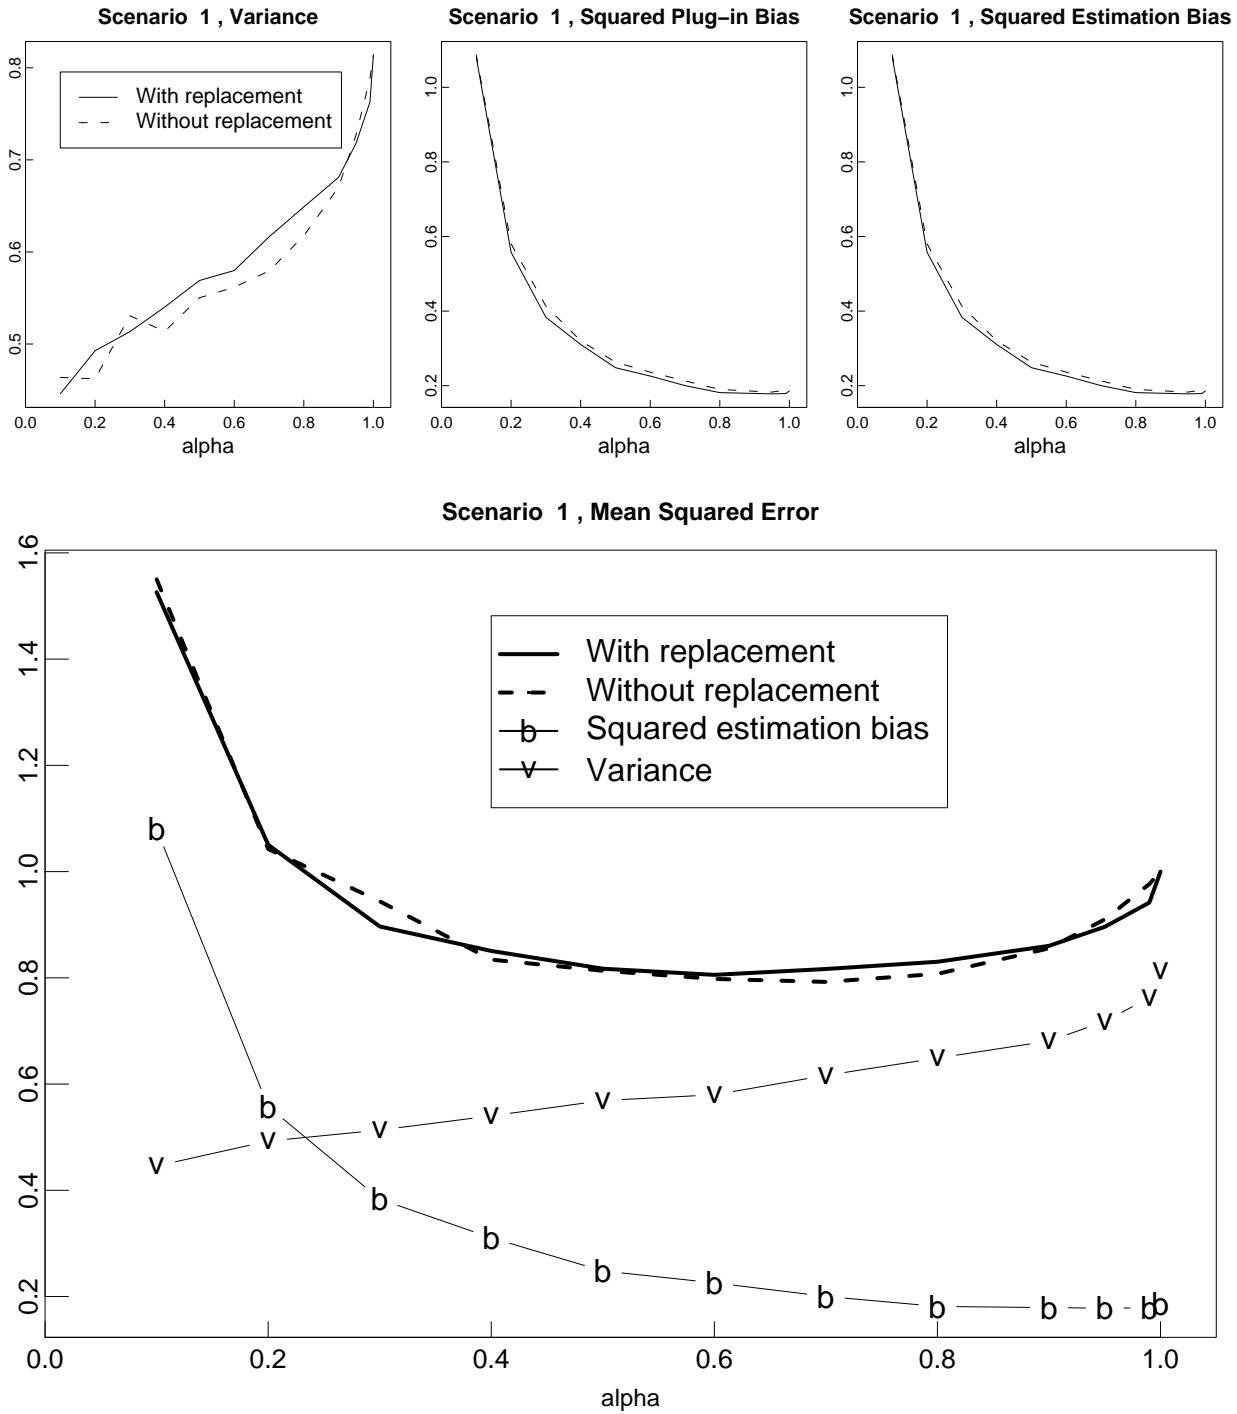 Scenario 1 , Variance
0.5 0.6 0.7 0.8
With replacement
Without replacement
0.0 0.2 0.4 0.6 0.8 1.0
alpha
Scenario 1 , Squared Plug−in Bias
0.2 0.4 0.6 0.8 1.0
0.0 0.2 0.4 0.6 0.8 1.0
alpha
Scenario 1 , Squared Estimation Bias
0.2 0.4 0.6 0.8 1.0
0.0 0.2 0.4 0.6 0.8 1.0
alpha
Scenario 1 , Mean Squared Error
0.2 0.4 0.6 0.8 1.0 1.2 1.4 1.6
With replacement
Without replacement
b Squared estimation bias
v Variance
b b b b b b b b b b b b
v v v v v v v v v v v v
0.0 0.2 0.4 0.6 0.8 1.0
alpha